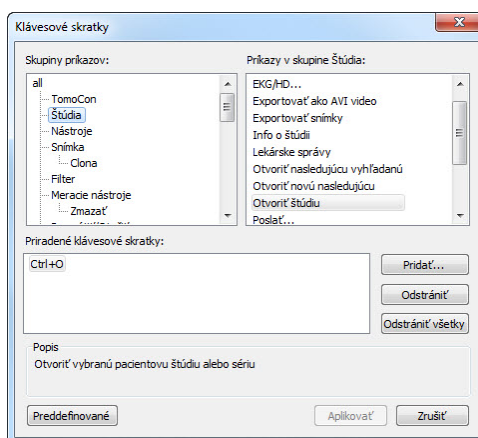 Klávesové skratky
Skupiny príkazov:
all
TomoCon
Štúdia
Nástroje
Snímka
Clona
Filter
Meracie nástroje
Zmazať
Príkazy v skupine Štúdia:
EKG/HD...
Exportovať ako AVI video
Exportovať snímky
Info o štúdii
Lekárske správy
Otvoriť nasledujúcu vyhľadanú
Otvoriť novú nasledujúcu
Otvoriť štúdiu
Poslať...
Priradené klávesové skratky:
Ctrl+O
Pridať...
Odstrániť
Odstrániť všetky
Popis
Otvoriť vybranú pacientovu štúdiu alebo sériu
Preddefinované
Aplikovať
Zrušiť